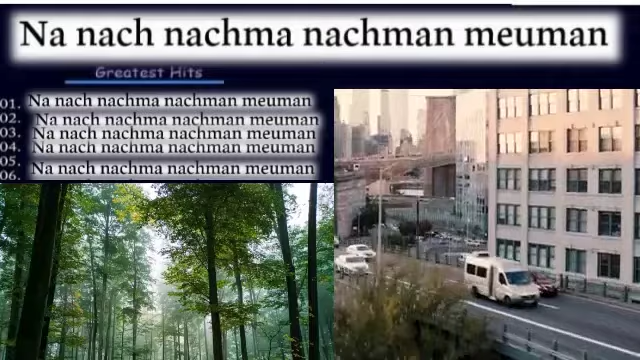 Na nach nachma nachman meuman
Greatest Hits
01. Na nach nachma nachman meuman
02. Na nach nachma nachman meuman
03. Na nach nachma nachman meuman
04. Na nach nachma nachman meuman
05.
06. Na nach nachma nachman meuman